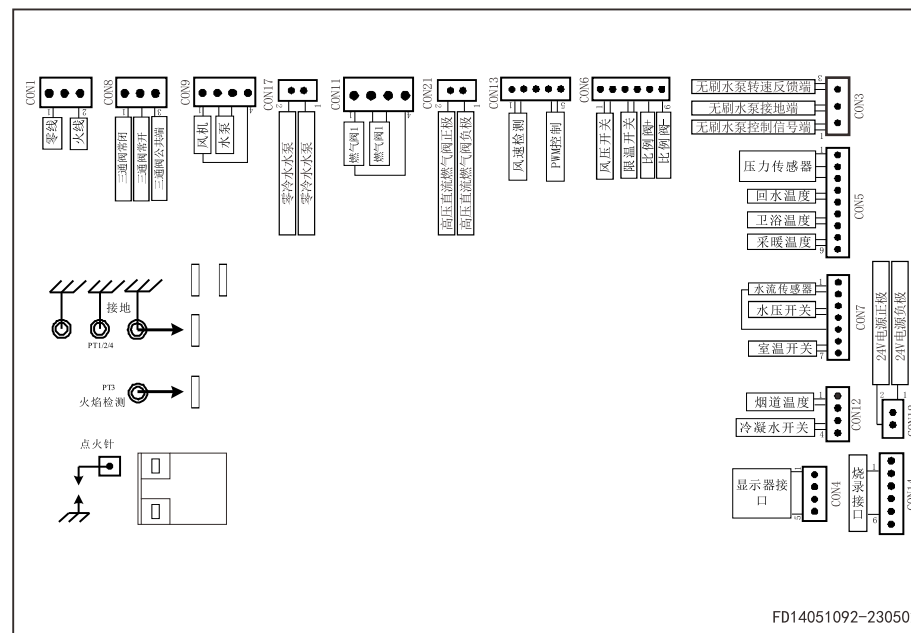 CON1
零线
火线
CON8
三通阀常闭
三通阀常开
三通阀公共端
CON9
风机
水泵
CON17
零冷水水泵
零冷水水泵
CON11
燃气阀1
燃气阀1
CON21
高压直流燃气阀正极
高压直流燃气阀负极
CON13
风速检测
PWM控制
CON6
风压开关
限温开关
比例阀+
比例阀-
CON3
无刷水泵转速反馈端
无刷水泵接地端
无刷水泵控制信号端
CON5
压力传感器
回水温度
卫浴温度
采暖温度
CON7
水流传感器
水压开关
室温开关
24V电源正极
24V电源负极
CON12
烟道温度
冷凝水开关
CON4
显示器接
口
烧录接口
接地
PT1/2/4
PT3
火焰检测
点火针
FD14051092-23050